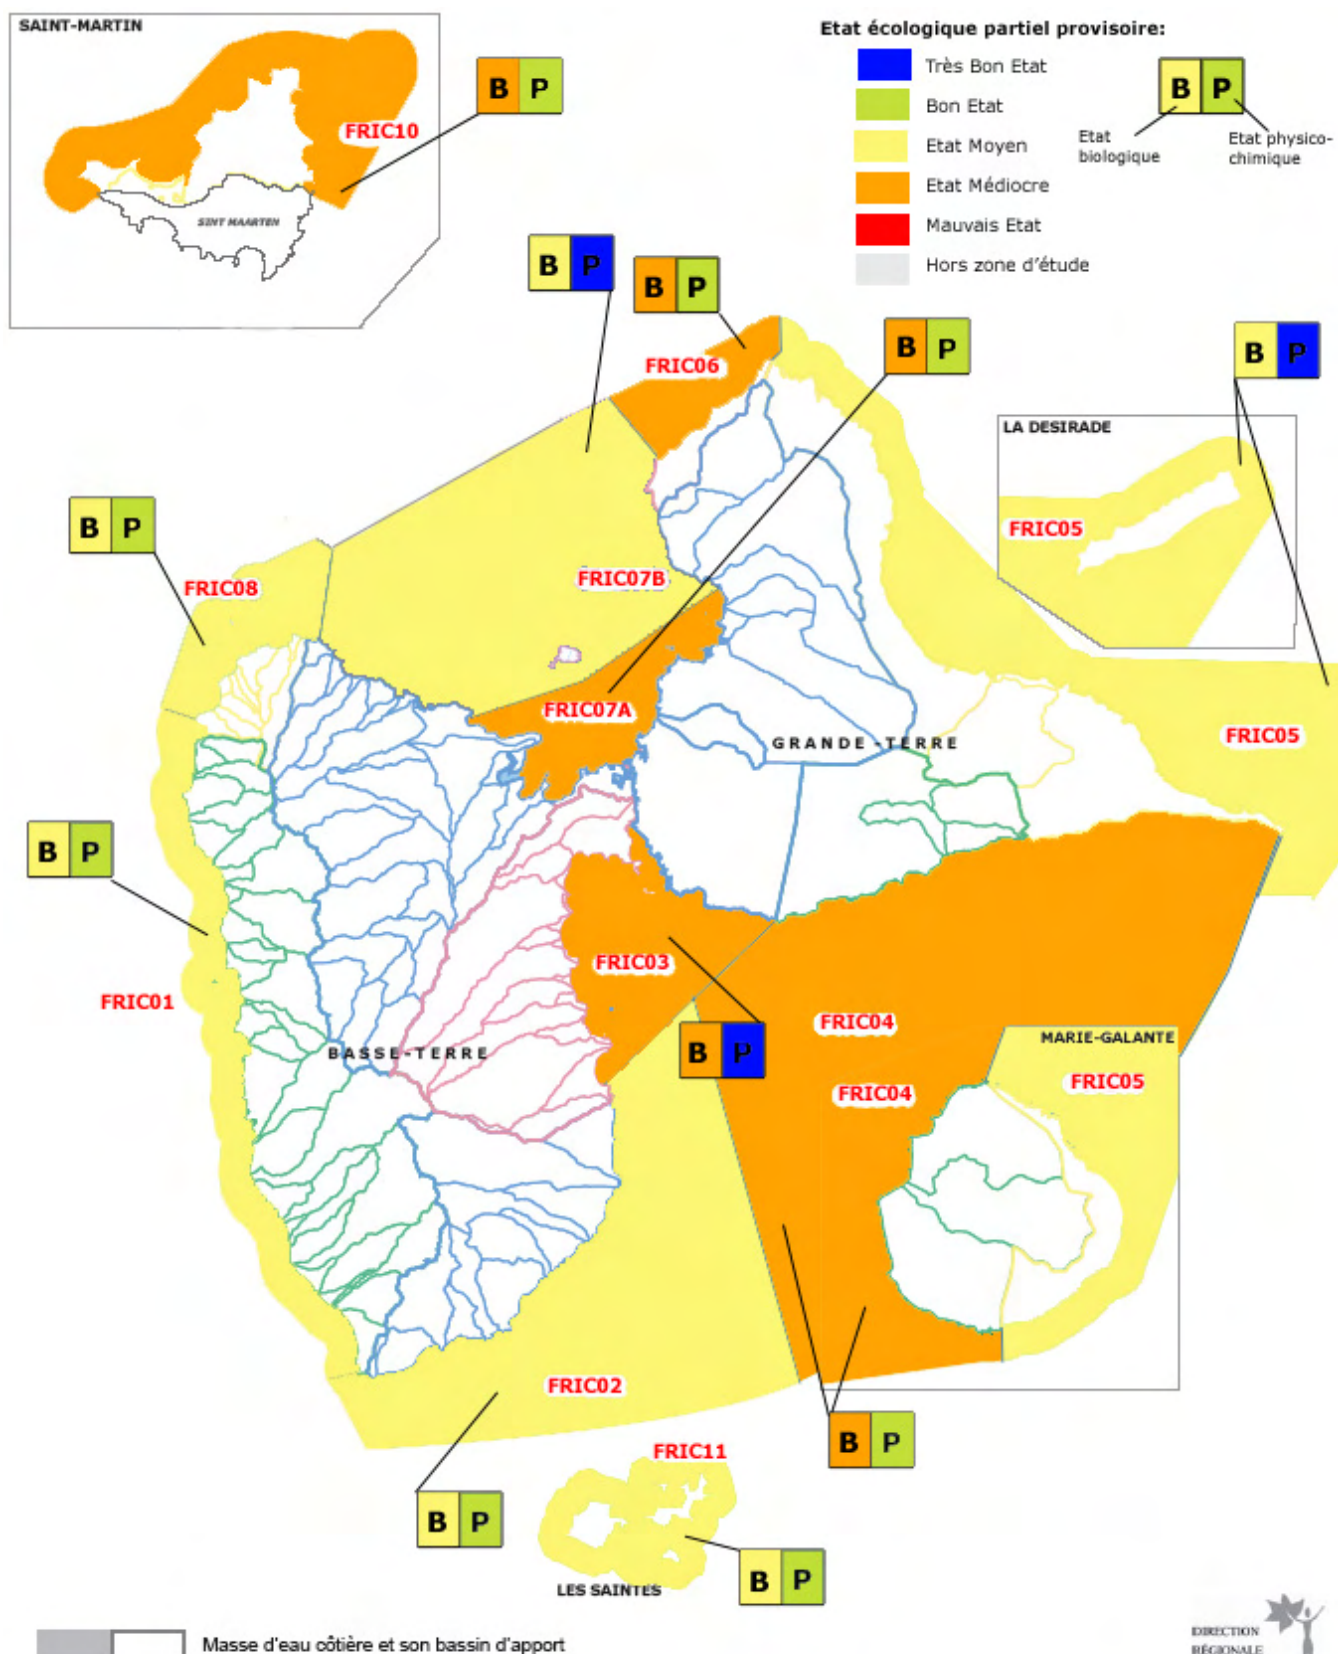 SAINT-MARTIN
FRIC10
SINT MAARTEN
B P
Etat écologique partiel provisoire:
Très Bon Etat
Bon Etat
Etat Moyen
Etat Médiocre
Mauvais Etat
Hors zone d'étude
B P
Etat
biologique
Etat physico-
chimique
B P
B P
FRIC06
B P
B P
LA DESIRADE
FRIC05
B P
FRIC08
FRIC07B
FRIC07A
GRANDE-TERRE
FRIC05
B P
FRIC01
FRIC03
B P
FRIC04
BASSE-TERRE
MARIE-GALANTE
FRIC05
FRIC04
FRIC02
B P
FRIC11
B P
B P
LES SAINTES
Masse d'eau côtière et son bassin d'apport
DIRECTION
RÉGIONALE